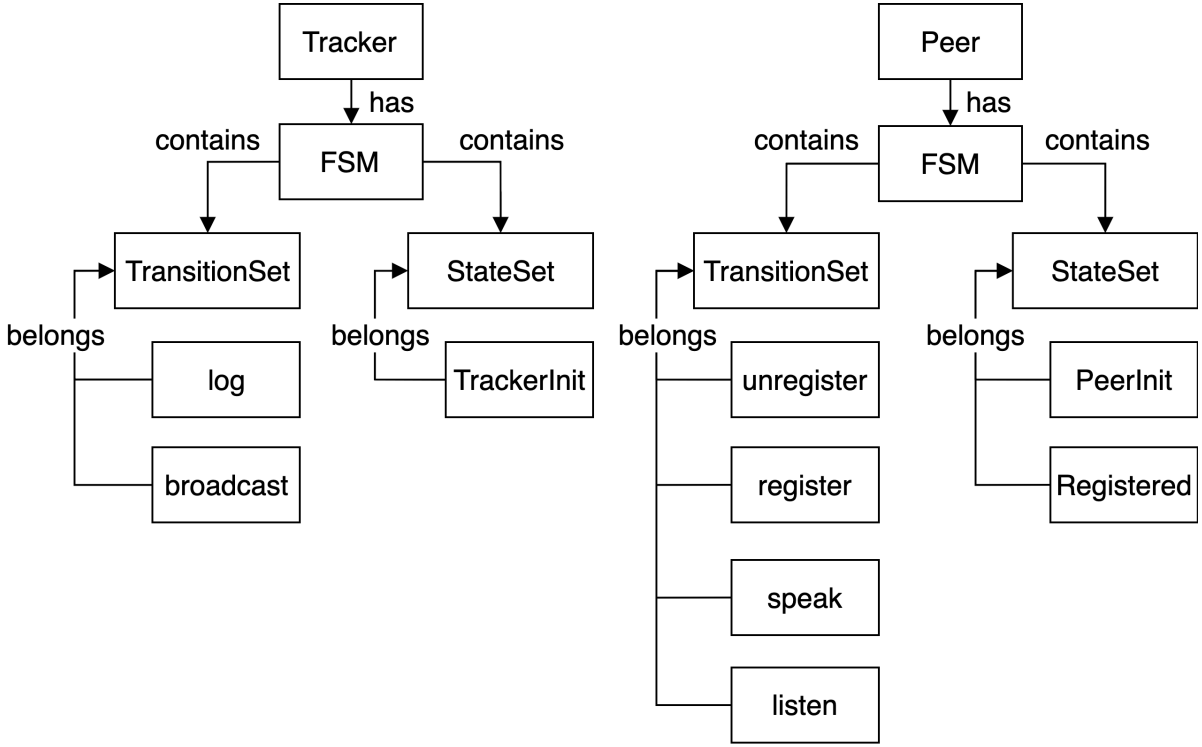 Tracker
has
contains
contains
FSM
TransitionSet
StateSet
belongs
belongs
log
TrackerInit
broadcast
Peer
has
contains
contains
FSM
TransitionSet
StateSet
belongs
belongs
unregister
PeerInit
register
Registered
speak
listen